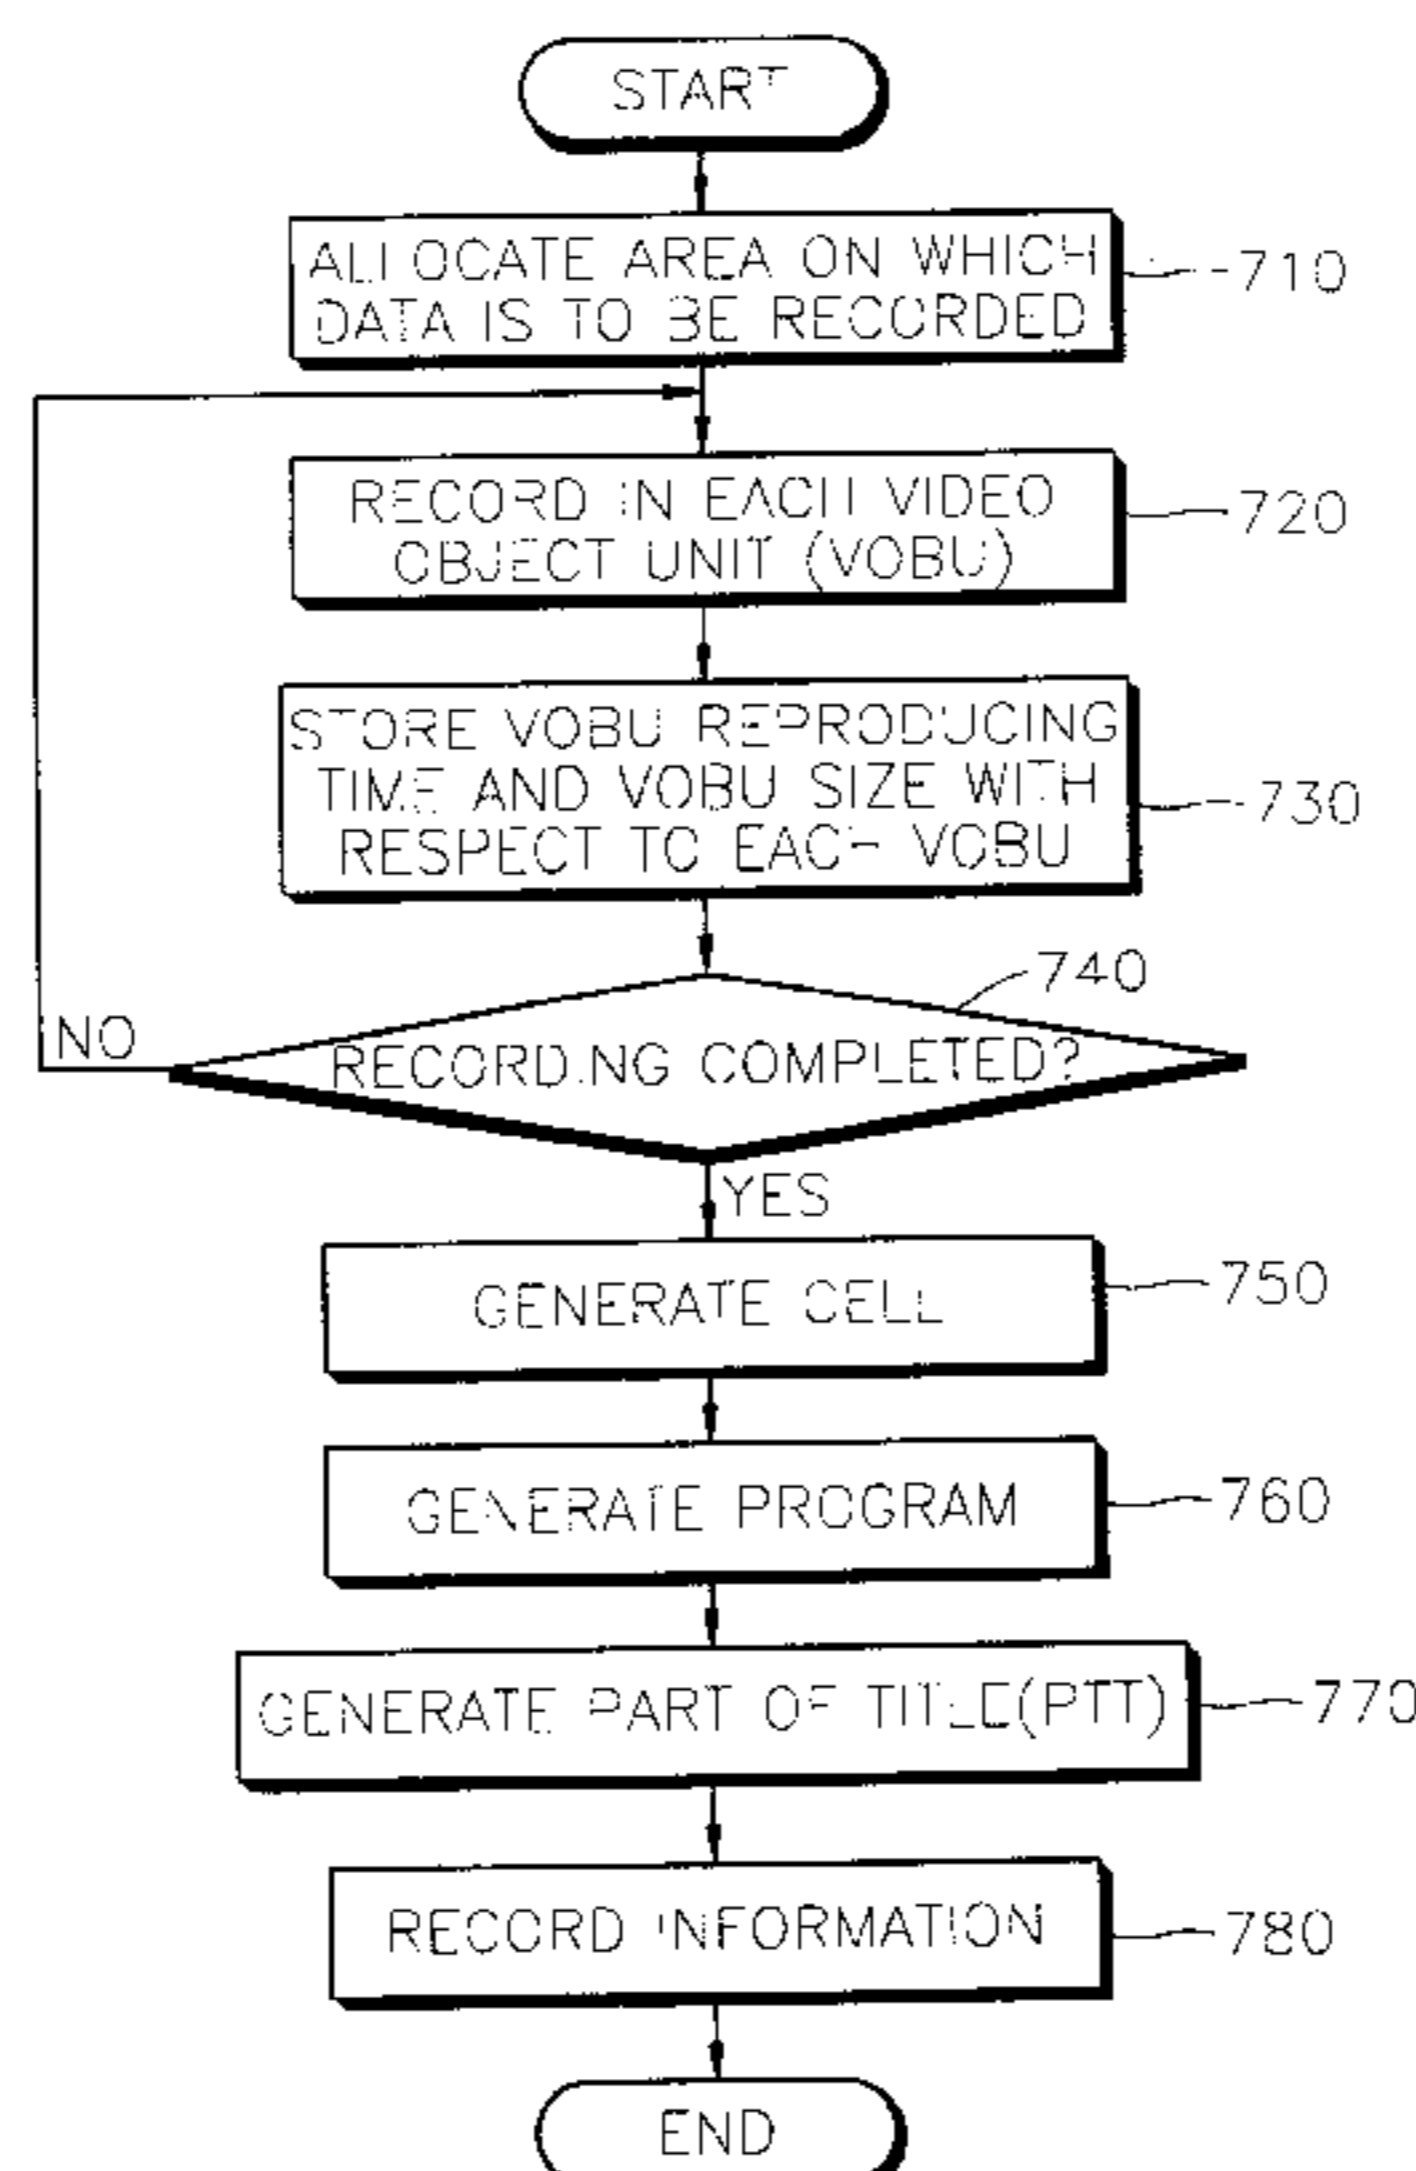 START
ALLOCATE AREA ON WHICH
DATA IS TO BE RECORDED
710
RECORD IN EACH VIDEO
OBJECT UNIT (VOBU)
720
STORE VOBU REPRODUCING
TIME AND VOBU SIZE WITH
RESPECT TO EACH VOBU
730
740
NO
RECORDING COMPLETED?
YES
GENERATE CELL
750
GENERATE PROGRAM
760
GENERATE PART OF TITLE(PTT)
770
RECORD INFORMATION
780
END